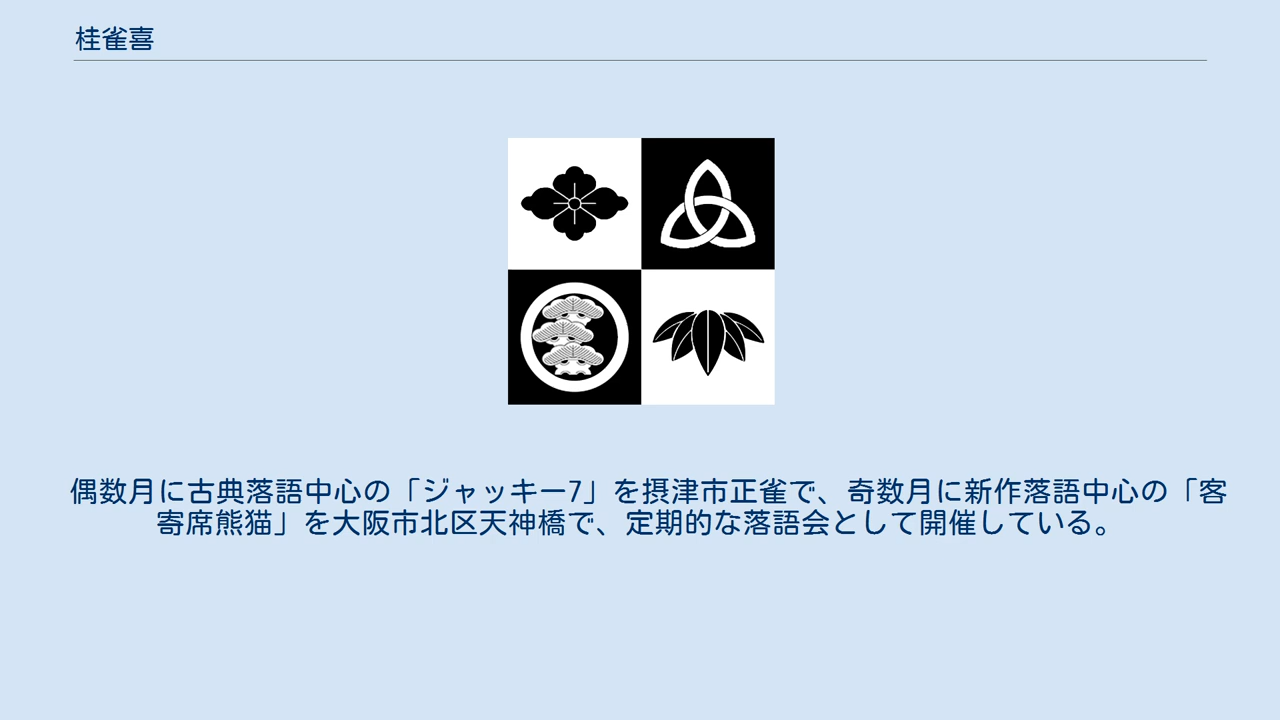 桂雀喜
偶数月に古典落語中心の「ジャッキー7」を摂津市正雀で、奇数月に新作落語中心の「客
寄席熊猫」を大阪市北区天神橋で、定期的な落語会として開催している。